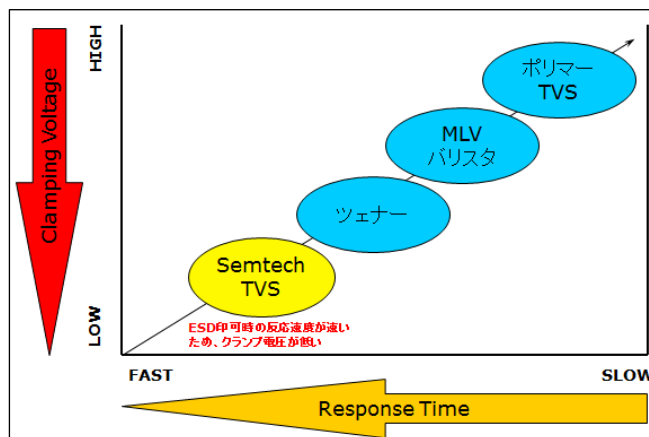 HIGH
Clamping Voltage
LOW
ポリマー
TVS
MLV
バリスタ
ツェナー
Semtech
TVS
ESD印可時の反応速度が速い
ため、クランプ電圧が低い
FAST
SLOW
Response Time